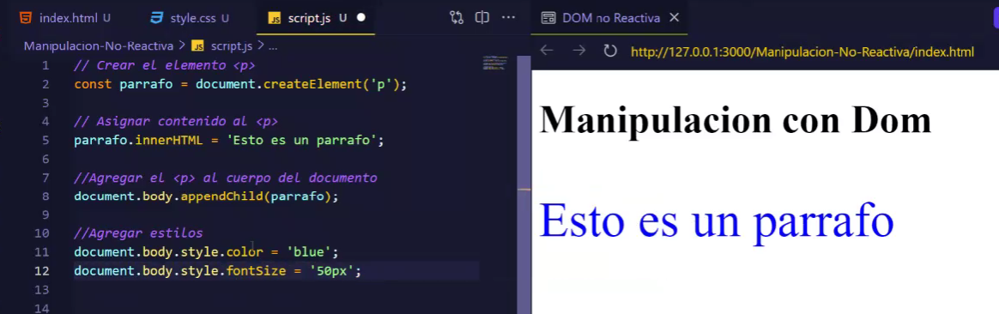 index.html U
style.css U
script.js U
DOM no Reactiva
Manipulacion-No-Reactiva > script.js > ...
http://127.0.0.1:3000/Manipulacion-No-Reactiva/index.html
1 // Crear el elemento <p>
2 const parrafo = document.createElement('p');
3
4 // Asignar contenido al <p>
5 parrafo.innerHTML = 'Esto es un parrafo';
6
7 //Agregar el <p> al cuerpo del documento
8 document.body.appendChild(parrafo);
9
10 //Agregar estilos
11 document.body.style.color = 'blue';
12 document.body.style.fontSize = '50px';
13
14
Manipulacion con Dom
Esto es un parrafo